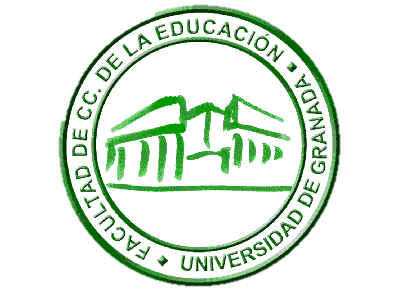 FACULTAD DE CC. DE LA EDUCACIÓN
UNIVERSIDAD DE GRANADA